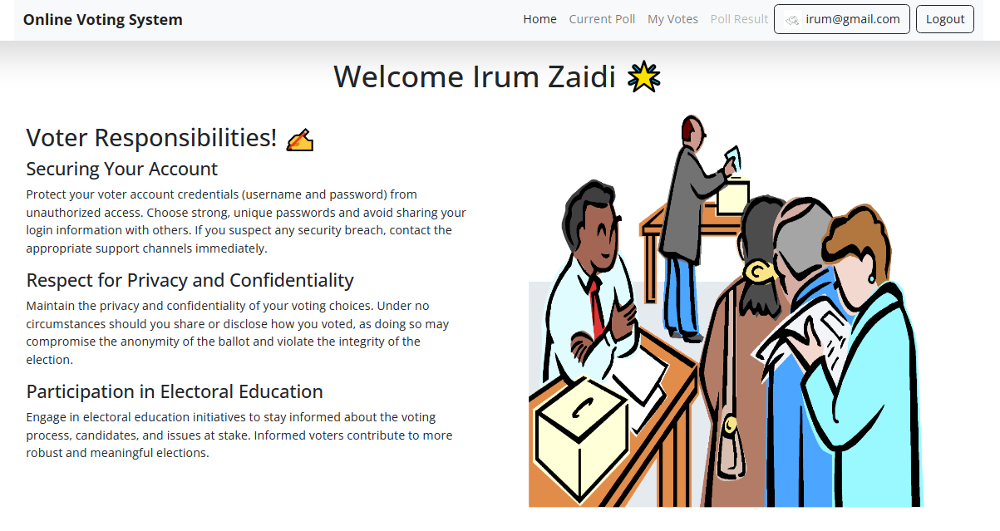 Online Voting System
Home Current Poll My Votes Poll Result irum@gmail.com Logout
Welcome Irum Zaidi
Voter Responsibilities!
Securing Your Account
Protect your voter account credentials (username and password) from
unauthorized access. Choose strong, unique passwords and avoid sharing your
login information with others. If you suspect any security breach, contact the
appropriate support channels immediately.
Respect for Privacy and Confidentiality
Maintain the privacy and confidentiality of your voting choices. Under no
circumstances should you share or disclose how you voted, as doing so may
compromise the anonymity of the ballot and violate the integrity of the
election.
Participation in Electoral Education
Engage in electoral education initiatives to stay informed about the voting
process, candidates, and issues at stake. Informed voters contribute to more
robust and meaningful elections.